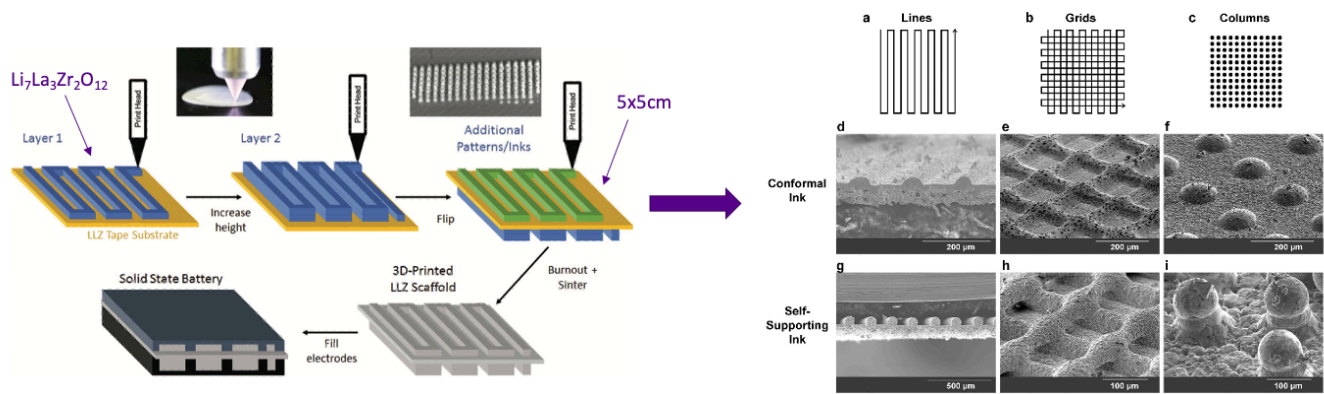 Li₇La₃Zr₂O₁₂
Print Head
Layer 1
LLZ Tape Substrate
Increase
height
Layer 2
Print Head
Flip
Additional
Patterns/Inks
Print Head
5x5cm
Burnout +
Sinter
3D-Printed
LLZ Scaffold
Fill
electrodes
Solid State Battery
a
Lines
b
Grids
c
Columns
Conformal
Ink
d
200 µm
e
200 µm
f
200 µm
Self-
Supporting
Ink
g
500 µm
h
100 µm
i
100 µm